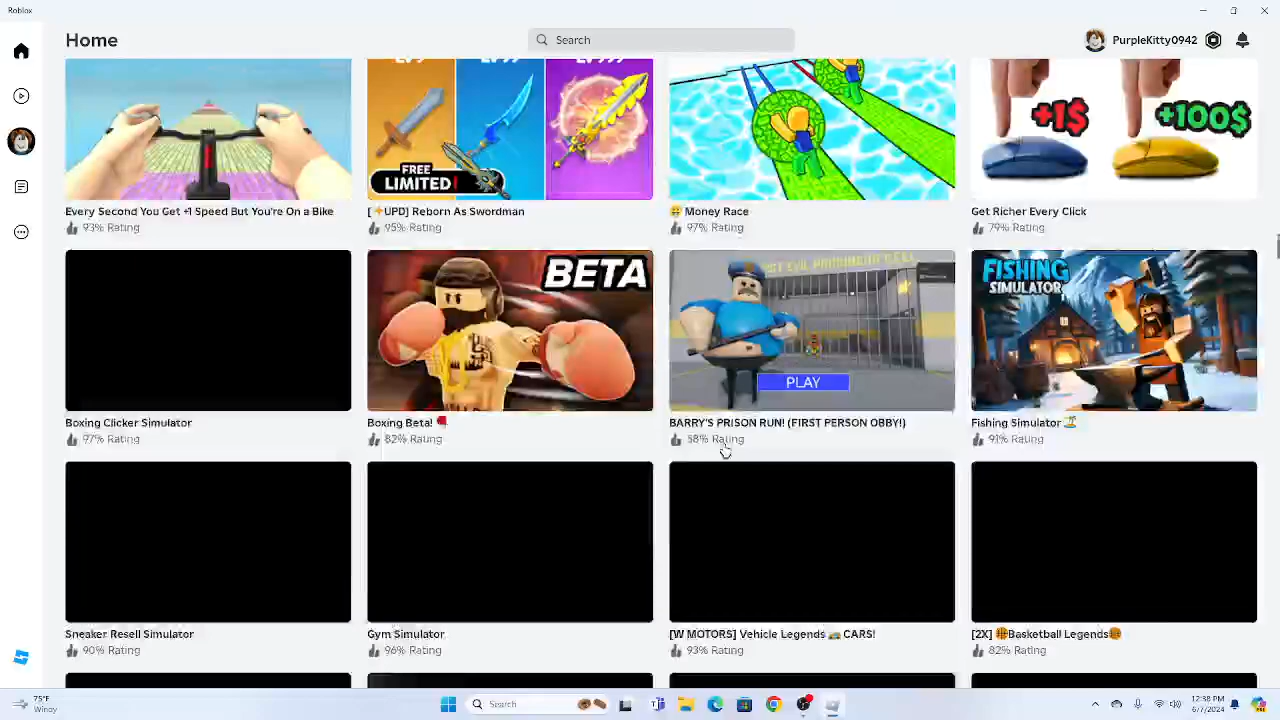 Roblox
Home
Search
PurpleKitty0942
FREE
LIMITED!
+1$
+100$
Every Second You Get +1 Speed But You're On a Bike
[✨UPD] Reborn As Swordman
🤑Money Race
Get Richer Every Click
93% Rating
95% Rating
97% Rating
79% Rating
BETA
PLAY
FISHING
SIMULATOR
Boxing Clicker Simulator
Boxing Beta! 🥊
BARRY'S PRISON RUN! (FIRST PERSON OBBY!)
Fishing Simulator 🏝️
97% Rating
82% Rating
58% Rating
91% Rating
Sneaker Resell Simulator
Gym Simulator
[W MOTORS] Vehicle Legends 🚗 CARS!
[2X] 🏀Basketball Legends🏀
90% Rating
96% Rating
93% Rating
82% Rating
75°F
Windy
Search
12:38 PM
6/7/2024